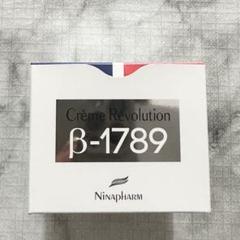 Crème Révolution
β-1789
NINAPHARM